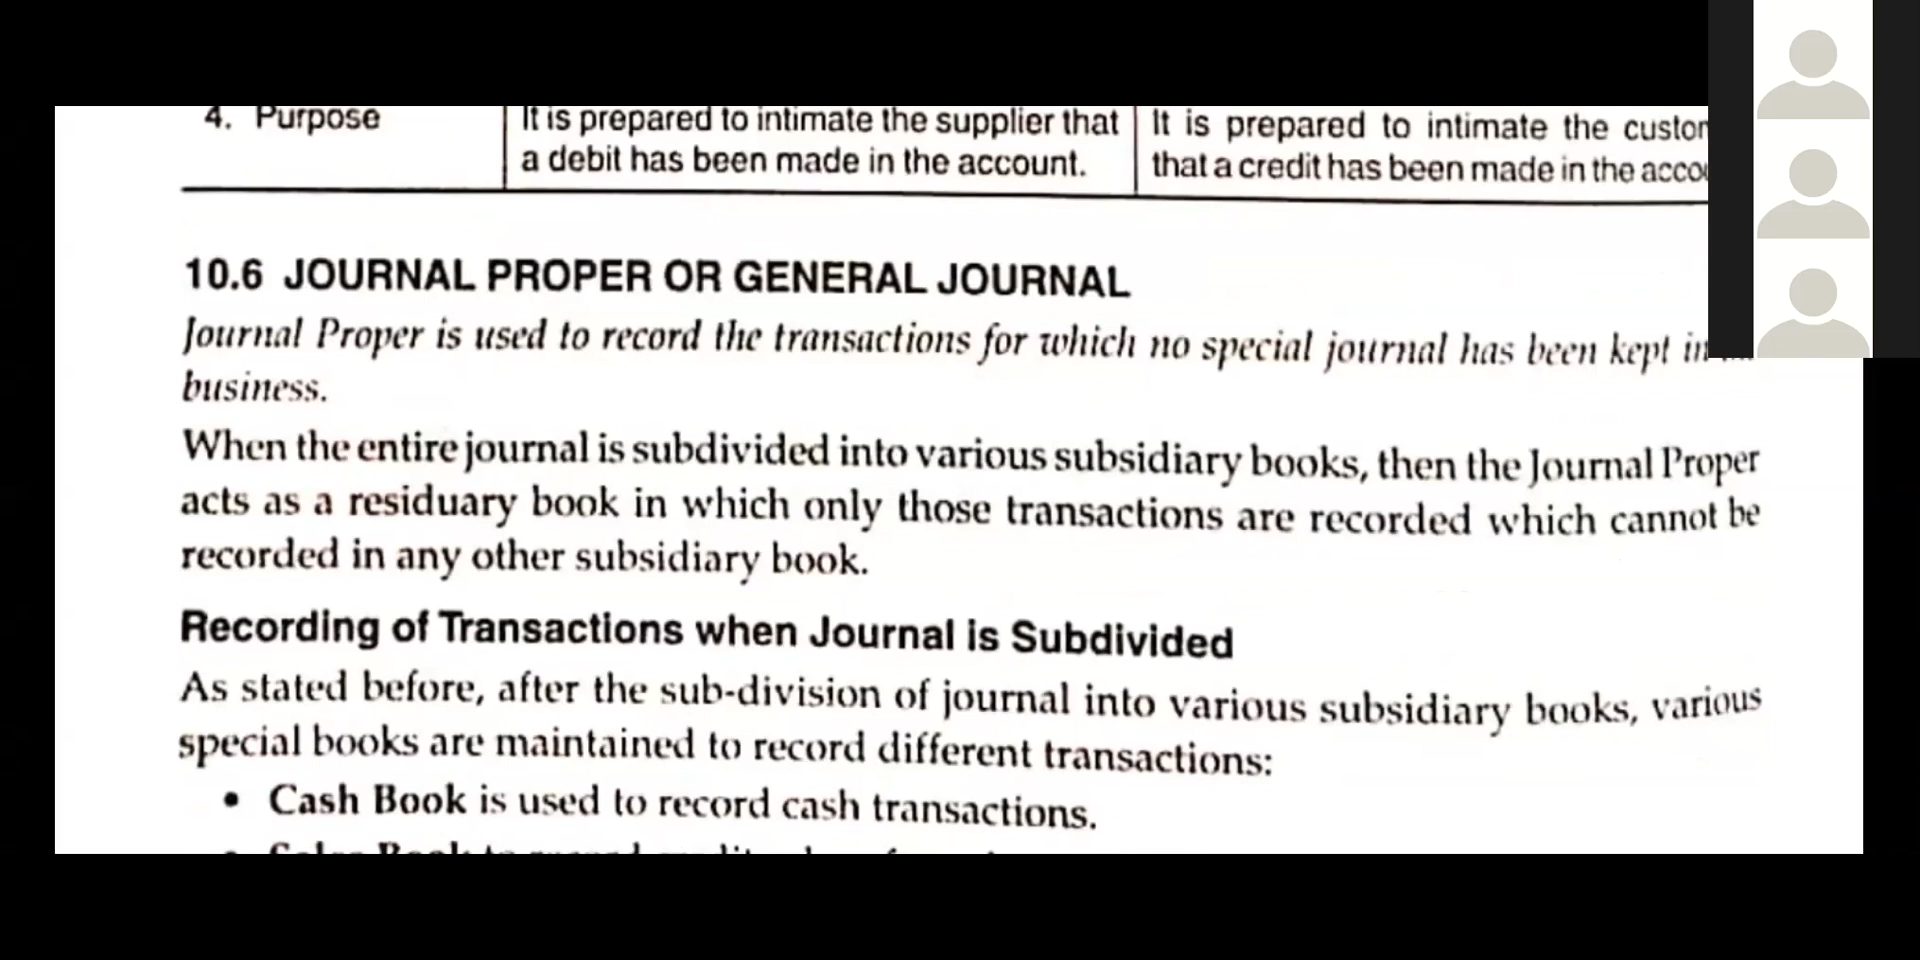 4. Purpose
It is prepared to intimate the supplier that
a debit has been made in the account.
It is prepared to intimate the
that a credit has been made in the
10.6 JOURNAL PROPER OR GENERAL JOURNAL
Journal Proper is used to record the transactions for which no special journal has been kept in
business.
When the entire journal is subdivided into various subsidiary books, then the Journal Proper
acts as a residuary book in which only those transactions are recorded which cannot be
recorded in any other subsidiary book.
Recording of Transactions when Journal is Subdivided
As stated before, after the sub-division of journal into various subsidiary books, various
special books are maintained to record different transactions:
• Cash Book is used to record cash transactions.